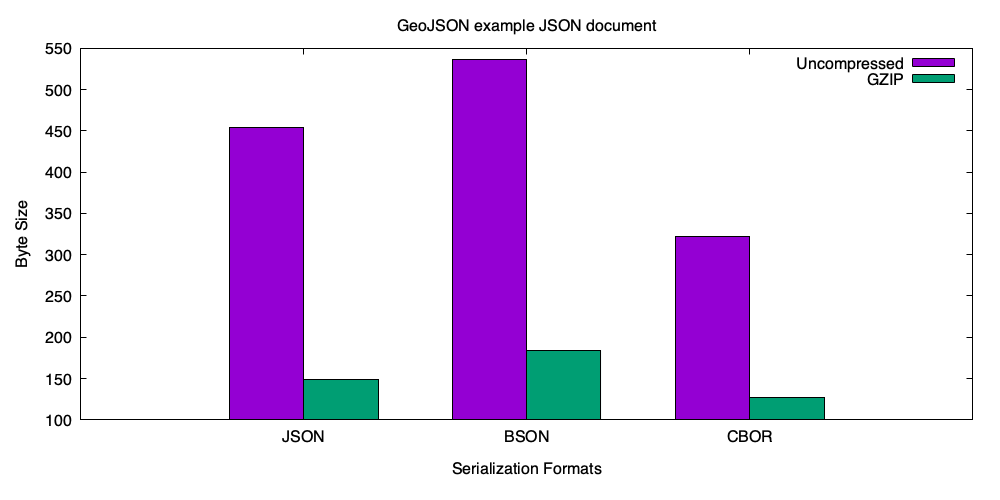 GeoJSON example JSON document
Uncompressed
GZIP
550
500
450
400
350
300
250
200
150
100
Byte Size
JSON BSON CBOR
Serialization Formats